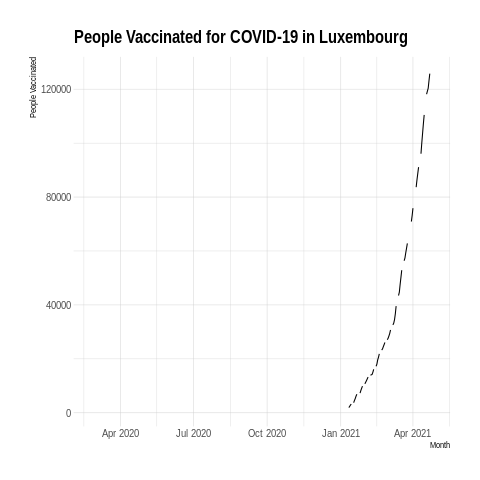 People Vaccinated for COVID-19 in Luxembourg
People Vaccinated
120000
80000
40000
0
Apr 2020 Jul 2020 Oct 2020 Jan 2021 Apr 2021
Month